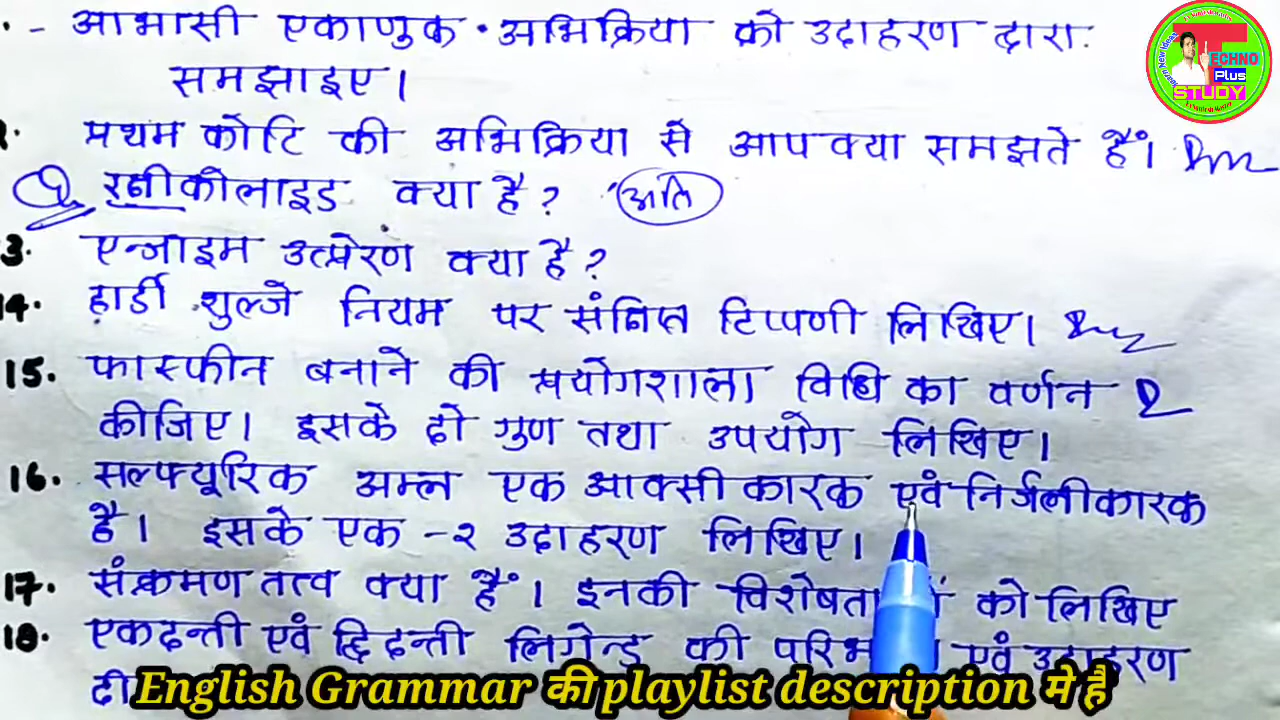 - आभासी एकाणुक अभिक्रिया को उदाहरण द्वारा
समझाइए।
प्रथम कोटि की अभिक्रिया से आप क्या समझते हैं।
रक्षीकोलाइड क्या है? अति
3. एन्जाइम उत्प्रेरण क्या है?
14. हार्डी शुल्जे नियम पर संक्षिप्त टिप्पणी लिखिए।
15. फास्फीन बनाने की प्रयोगशाला विधि का वर्णन
कीजिए। इसके दो गुण तथा उपयोग लिखिए।
16. सल्फ्यूरिक अम्ल एक आक्सीकारक एवं निर्जलीकारक
है। इसके एक-२ उदाहरण लिखिए।
17. संक्रमण तत्व क्या हैं। इनकी को लिखिए
18. एकदन्ती एवं द्विदन्ती लिगेन्ड की एवं उदाहरण
दी
English Grammar की playlist description मे है
TECHNO
Plus
STUDY